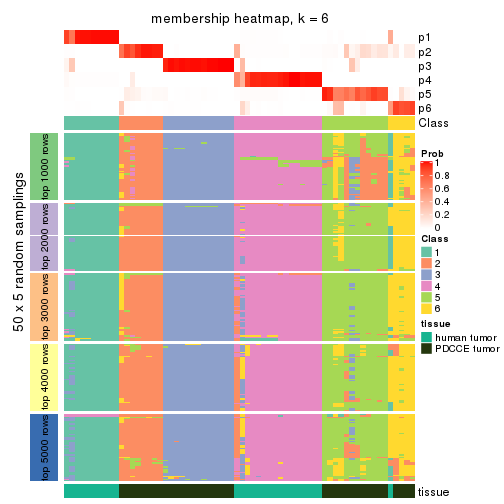 membership heatmap, k = 6
p1
p2
p3
p4
p5
p6
Class
50 x 5 random samplings
top 1000 rows
top 2000 rows
top 3000 rows
top 4000 rows
top 5000 rows
Prob
1
0.8
0.6
0.4
0.2
0
Class
1
2
3
4
5
6
tissue
human tumor
PDCCE tumor
tissue